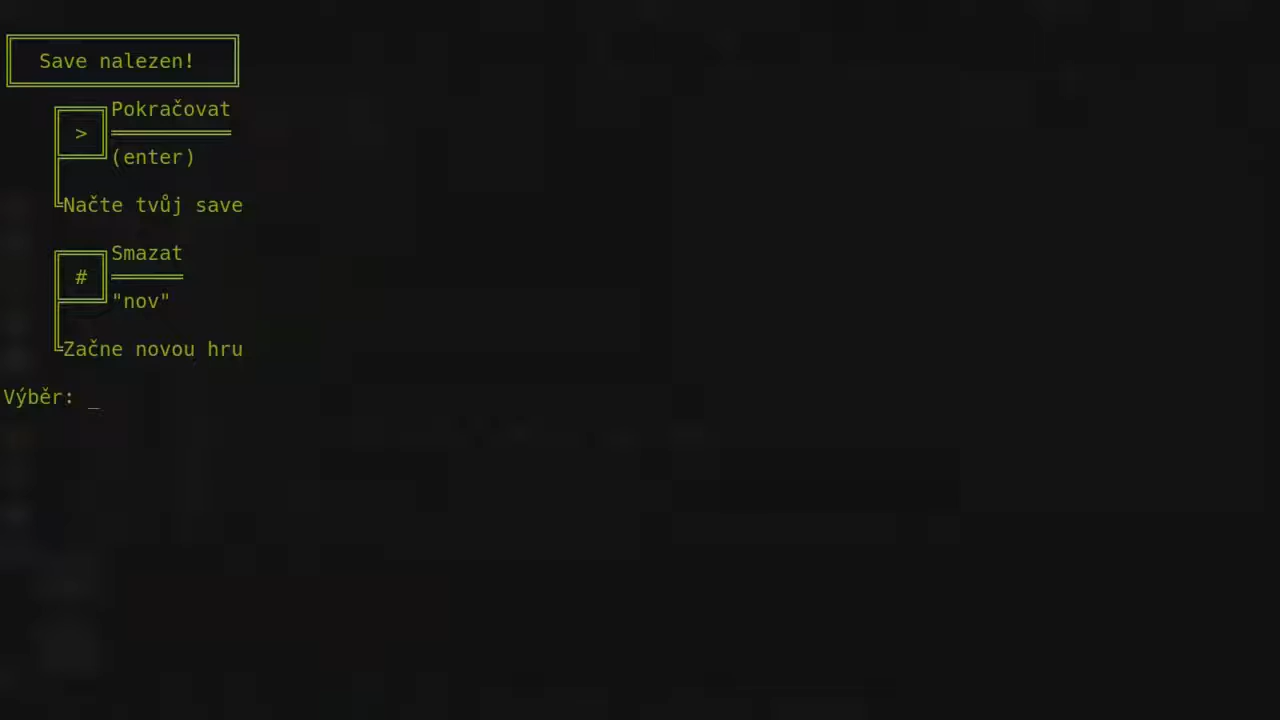 Save nalezen!
Pokračovat
>
(enter)
Načte tvůj save
Smazat
#
"nov"
Začne novou hru
Výběr: _